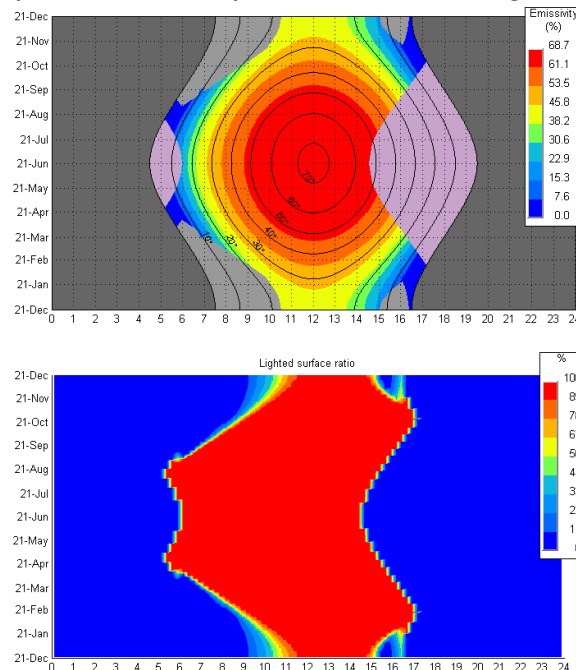 Emissivity
(%)
68.7
61.1
53.5
45.8
38.2
30.6
22.9
15.3
7.6
0.0
21-Dec
21-Nov
21-Oct
21-Sep
21-Aug
21-Jul
21-Jun
21-May
21-Apr
21-Mar
21-Feb
21-Jan
21-Dec
70°
60°
50°
40°
30°
20°
10°
0 1 2 3 4 5 6 7 8 9 10 11 12 13 14 15 16 17 18 19 20 21 22 23 24
Lighted surface ratio
%
21-Dec
21-Nov
21-Oct
21-Sep
21-Aug
21-Jul
21-Jun
21-May
21-Apr
21-Mar
21-Feb
21-Jan
21-Dec
0 1 2 3 4 5 6 7 8 9 10 11 12 13 14 15 16 17 18 19 20 21 22 23 24